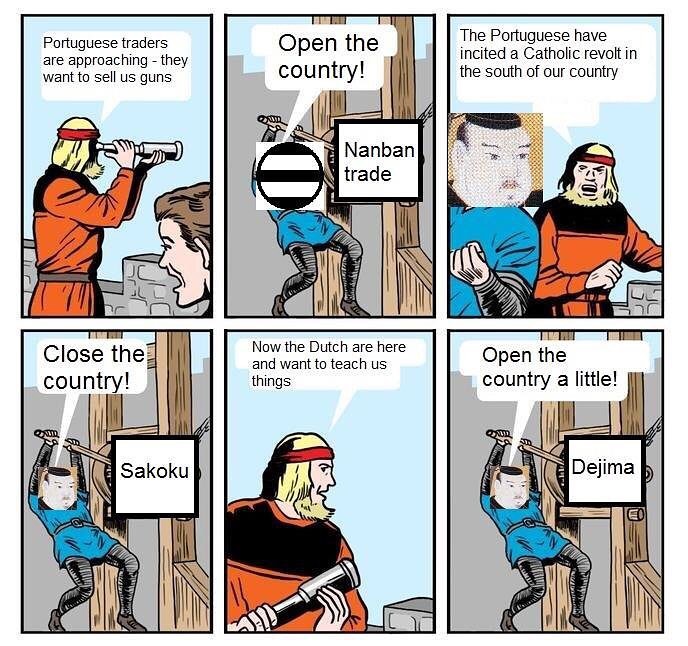 Portuguese traders
are approaching - they
want to sell us guns
Open the
country!
Nanban
trade
The Portuguese have
incited a Catholic revolt in
the south of our country
Close the
country!
Sakoku
Now the Dutch are here
and want to teach us
things
Open the
country a little!
Dejima